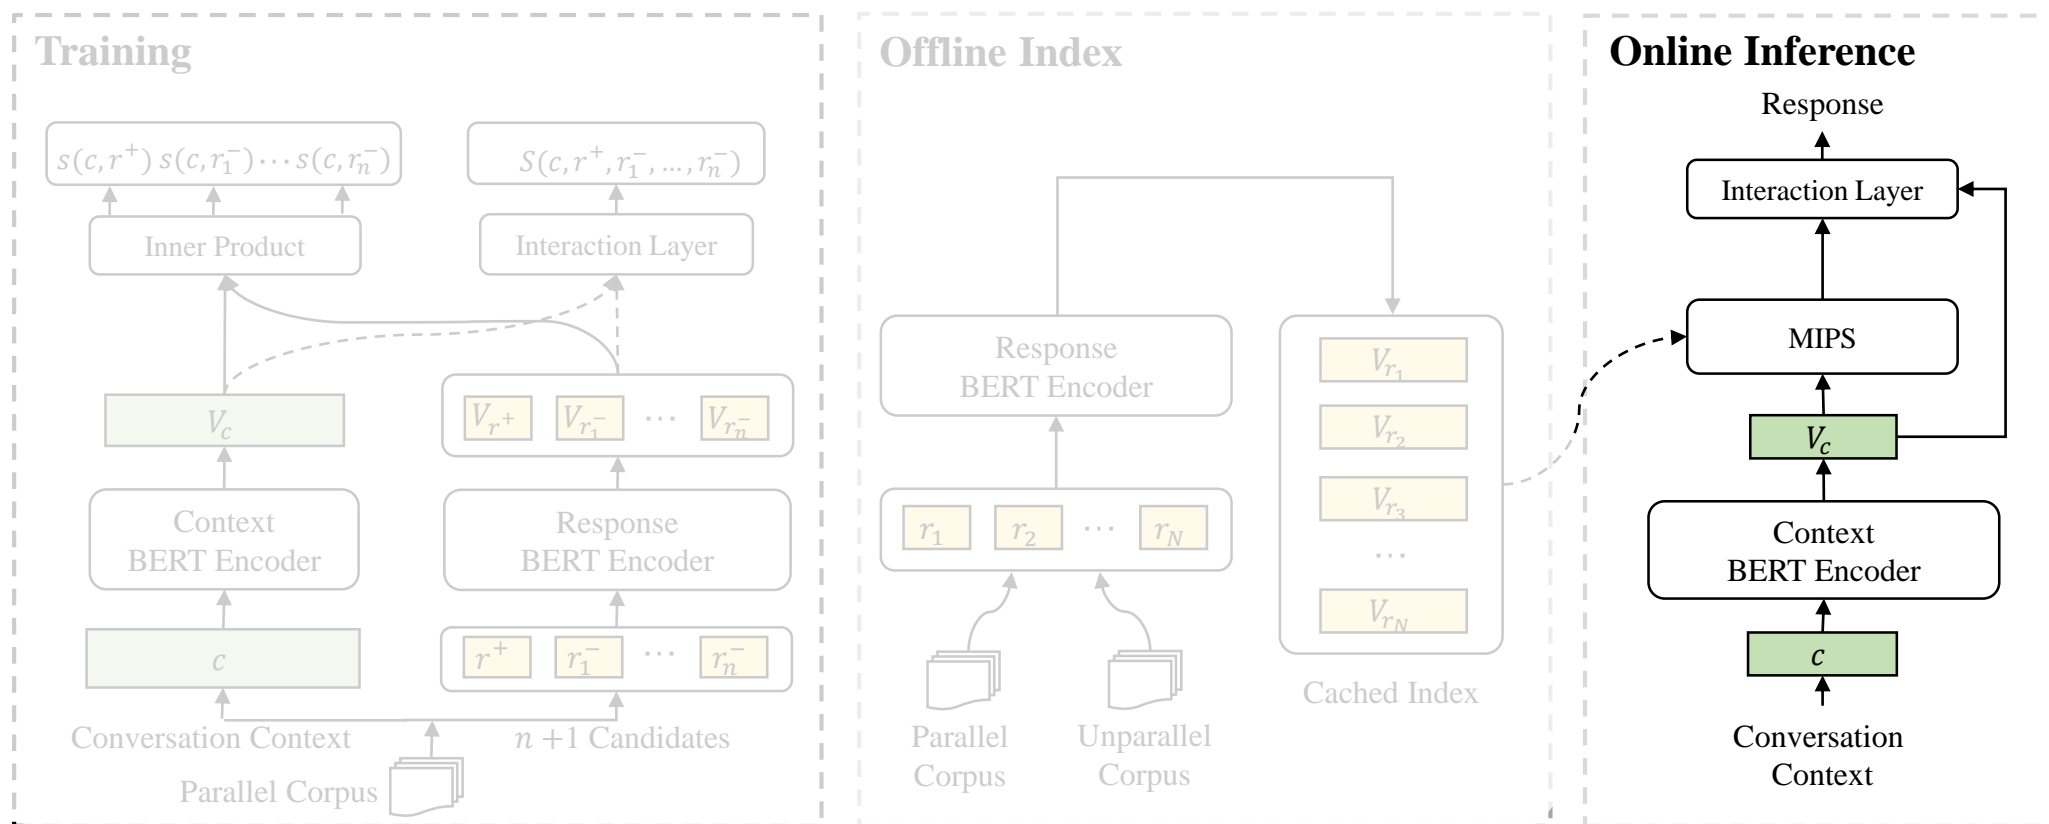 Training
s(c, r⁺) s(c, r₁⁻) ⋯ s(c, rₙ⁻)
S(c, r⁺, r₁⁻, …, rₙ⁻)
Inner Product
Interaction Layer
V_c
V_r⁺ V_r₁⁻ ⋯ V_rₙ⁻
Context
BERT Encoder
Response
BERT Encoder
c
r⁺ r₁⁻ ⋯ rₙ⁻
Conversation Context
n +1 Candidates
Parallel Corpus
Offline Index
Response
BERT Encoder
r₁ r₂ ⋯ r_N
Parallel
Corpus
Unparallel
Corpus
V_r₁
V_r₂
V_r₃
⋯
V_r_N
Cached Index
Online Inference
Response
Interaction Layer
MIPS
V_c
Context
BERT Encoder
c
Conversation
Context